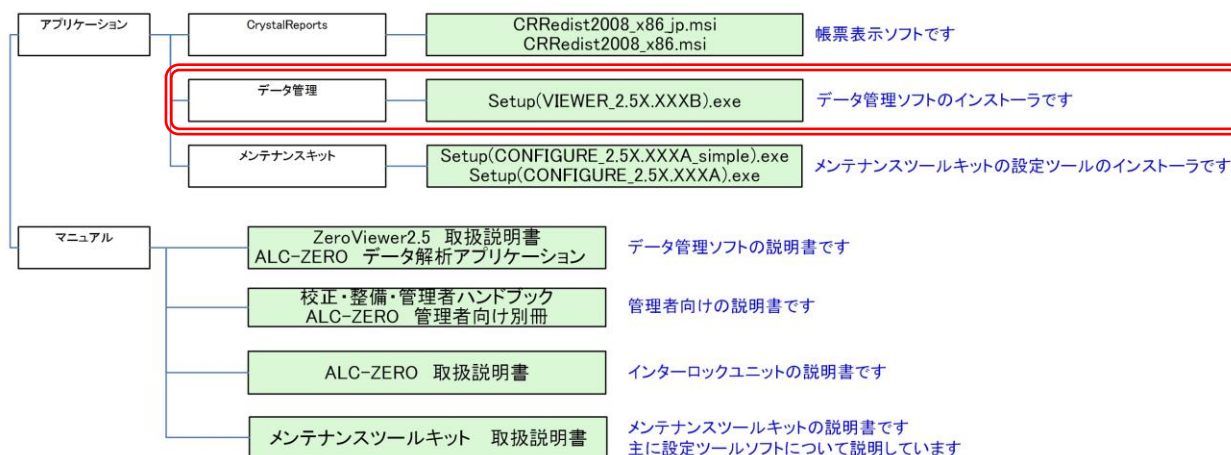 アプリケーション
CrystalReports
CRRedist2008_x86_jp.msi
CRRedist2008_x86.msi
帳票表示ソフトです
データ管理
Setup(VIEWER_2.5X.XXXB).exe
データ管理ソフトのインストーラです
メンテナンスキット
Setup(CONFIGURE_2.5X.XXXA_simple).exe
Setup(CONFIGURE_2.5X.XXXA).exe
メンテナンスツールキットの設定ツールのインストーラです
マニュアル
ZeroViewer2.5 取扱説明書
ALC-ZERO データ解析アプリケーション
データ管理ソフトの説明書です
校正・整備・管理者ハンドブック
ALC-ZERO 管理者向け別冊
管理者向けの説明書です
ALC-ZERO 取扱説明書
インターロックユニットの説明書です
メンテナンスツールキット 取扱説明書
メンテナンスツールキットの説明書です
主に設定ツールソフトについて説明しています